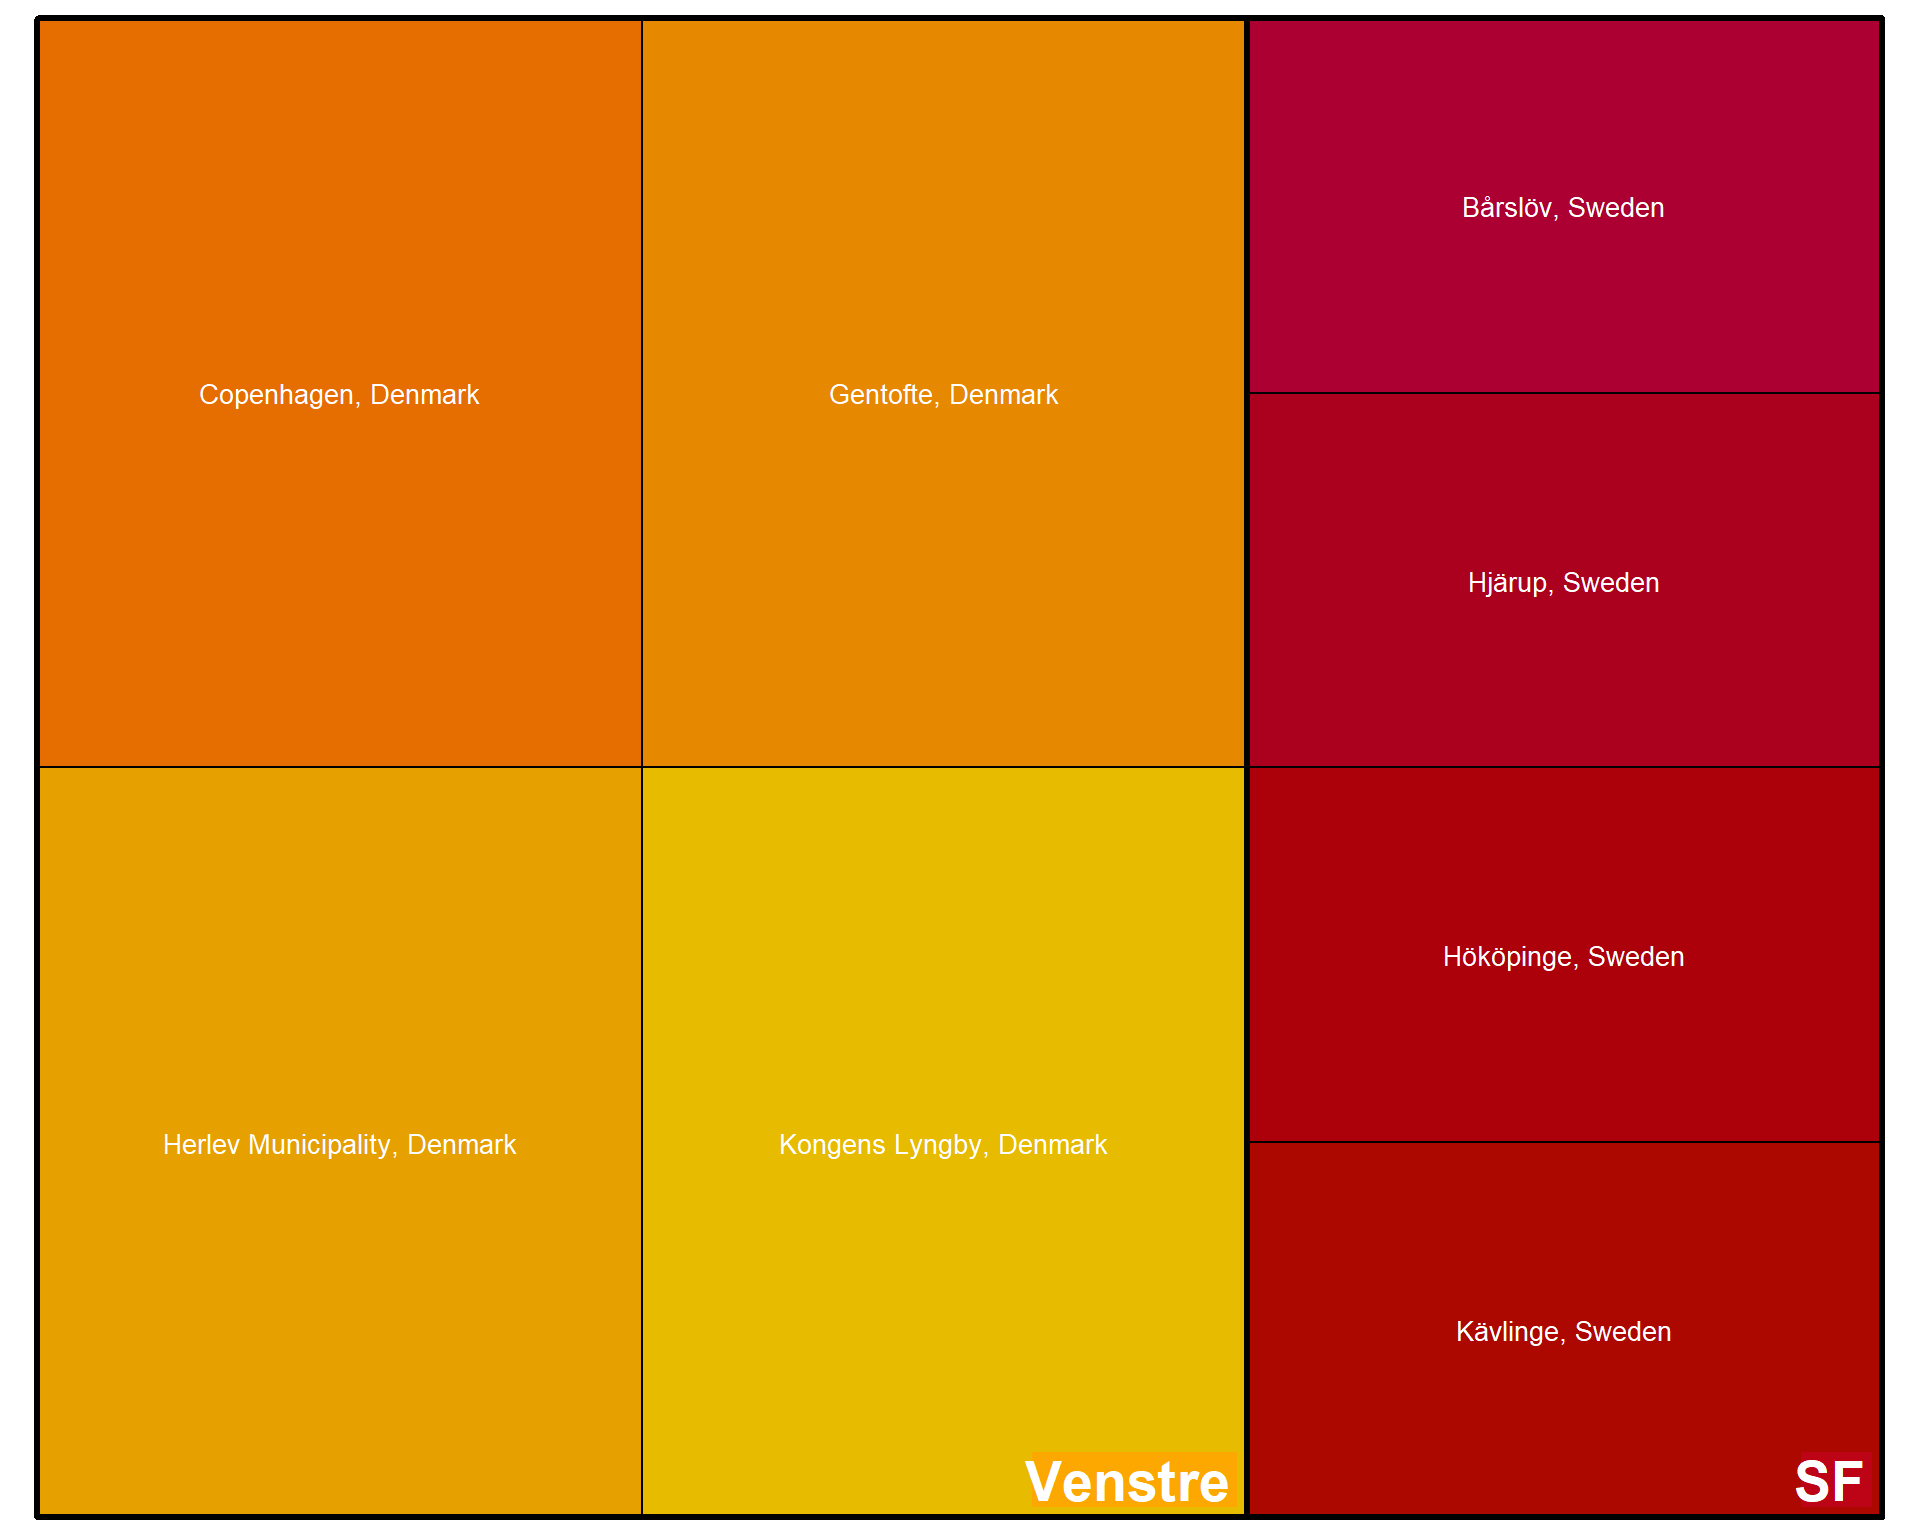 Copenhagen, Denmark
Gentofte, Denmark
Herlev Municipality, Denmark
Kongens Lyngby, Denmark
Venstre
Bårslöv, Sweden
Hjärup, Sweden
Hököpinge, Sweden
Kävlinge, Sweden
SF